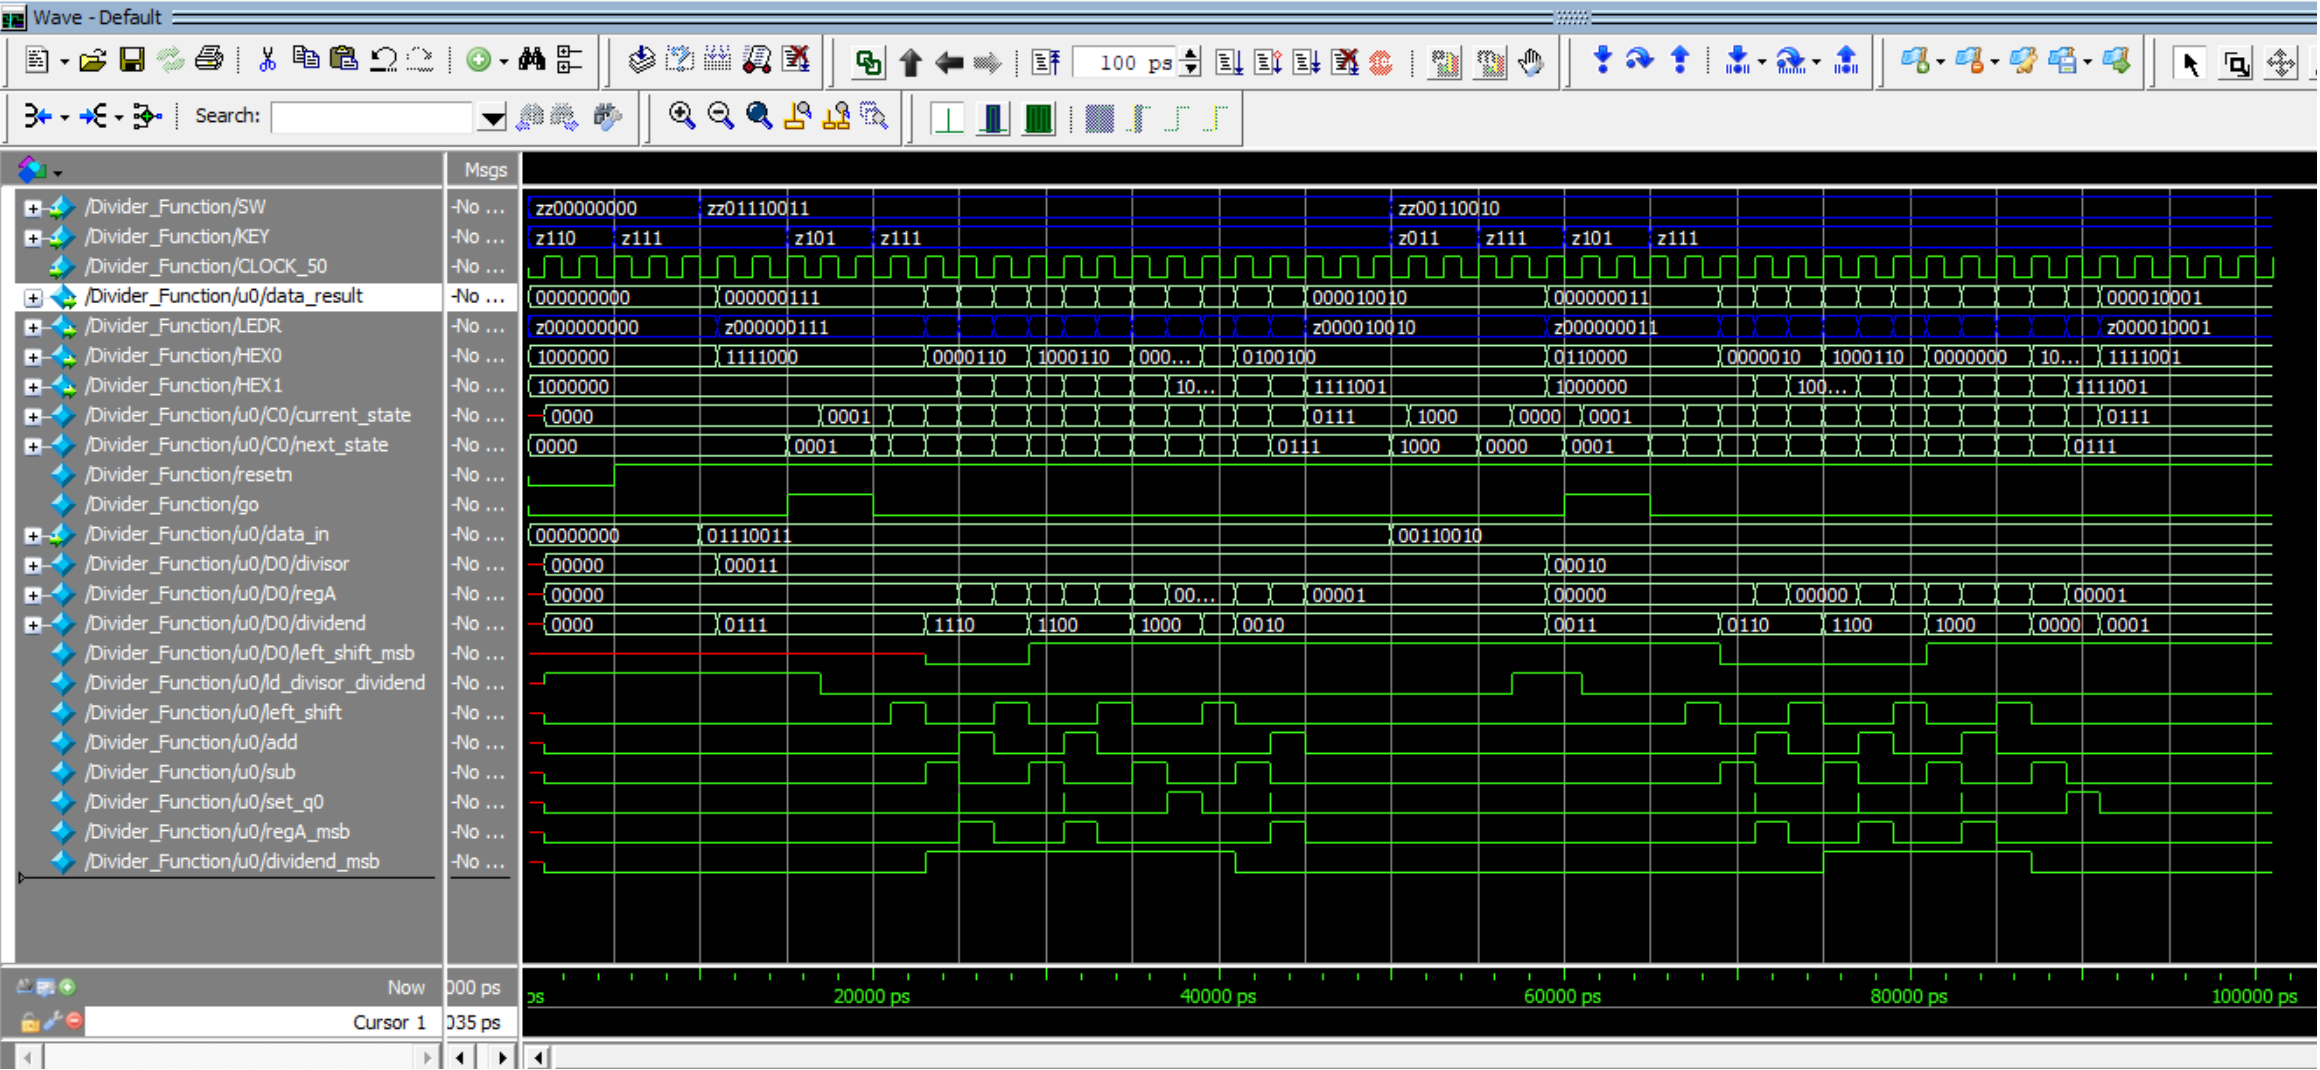 Wave - Default
100 ps
Search:
Msgs
/Divider_Function/SW -No ... zz00000000 zz01110011 zz00110010
/Divider_Function/KEY -No ... z110 z111 z101 z111 z011 z111 z101 z111
/Divider_Function/CLOCK_50 -No ...
/Divider_Function/u0/data_result -No ... 000000000 000000111 000010010 000000011 000010001
/Divider_Function/LEDR -No ... z000000000 z000000111 z000010010 z000000011 z000010001
/Divider_Function/HEX0 -No ... 1000000 1111000 0000110 1000110 000... 0100100 0110000 0000010 1000110 0000000 10... 1111001
/Divider_Function/HEX1 -No ... 1000000 10... 1111001 1000000 100... 1111001
/Divider_Function/u0/C0/current_state -No ... 0000 0001 0111 1000 0000 0001 0111
/Divider_Function/u0/C0/next_state -No ... 0000 0001 0111 1000 0000 0001 0111
/Divider_Function/resetn -No ...
/Divider_Function/go -No ...
/Divider_Function/u0/data_in -No ... 00000000 01110011 00110010
/Divider_Function/u0/D0/divisor -No ... 00000 00011 00010
/Divider_Function/u0/D0/regA -No ... 00000 00... 00001 00000 00000 00001
/Divider_Function/u0/D0/dividend -No ... 0000 0111 1110 1100 1000 0010 0011 0110 1100 1000 0000 0001
/Divider_Function/u0/D0/left_shift_msb -No ...
/Divider_Function/u0/ld_divisor_dividend -No ...
/Divider_Function/u0/left_shift -No ...
/Divider_Function/u0/add -No ...
/Divider_Function/u0/sub -No ...
/Divider_Function/u0/set_q0 -No ...
/Divider_Function/u0/regA_msb -No ...
/Divider_Function/u0/dividend_msb -No ...
Now 000 ps ps 20000 ps 40000 ps 60000 ps 80000 ps 100000 ps
Cursor 1 035 ps